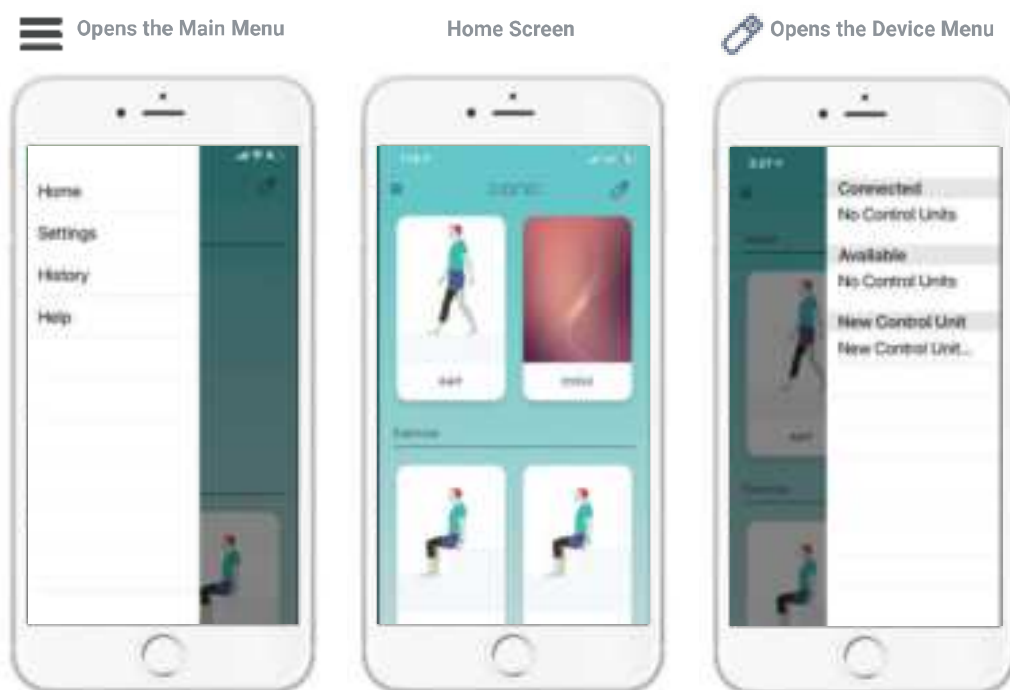 Opens the Main Menu
Home Screen
Opens the Device Menu
Home
Settings
History
Help
Exercise
Connected
No Control Units
Available
No Control Units
New Control Unit
New Control Unit...